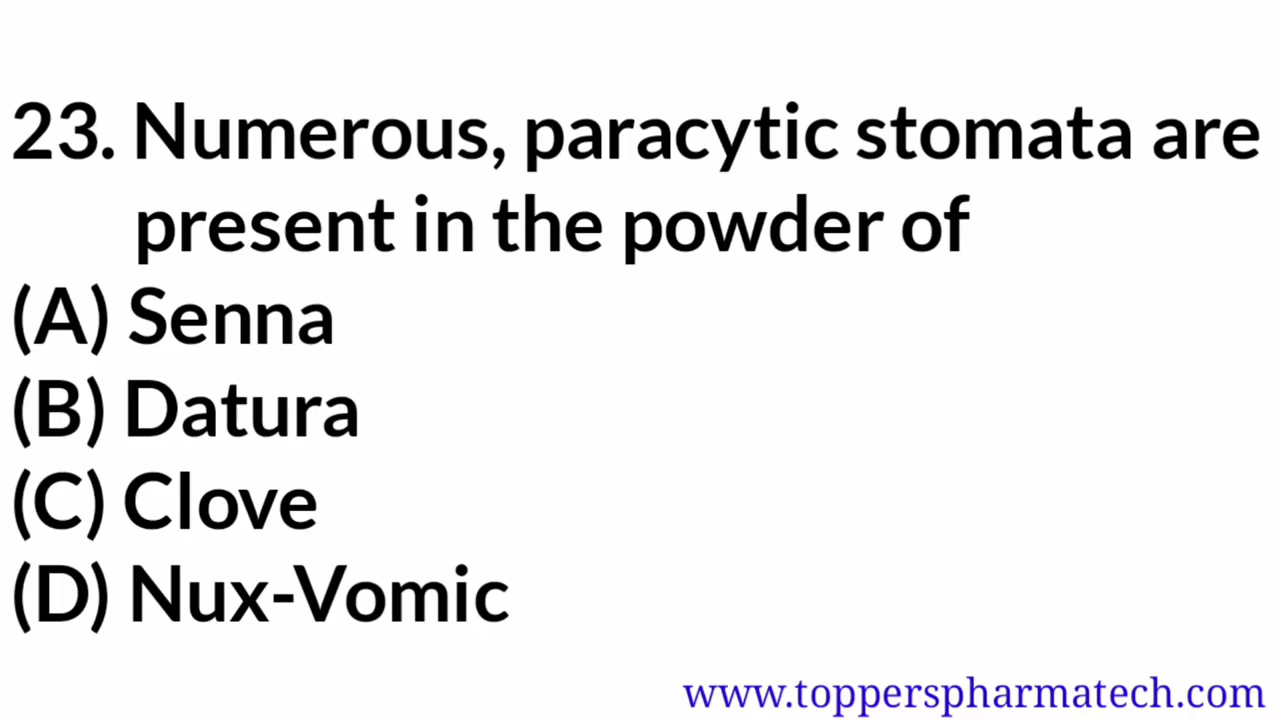 23. Numerous, paracytic stomata are
present in the powder of
(A) Senna
(B) Datura
(C) Clove
(D) Nux-Vomic
www.topperspharmatech.com